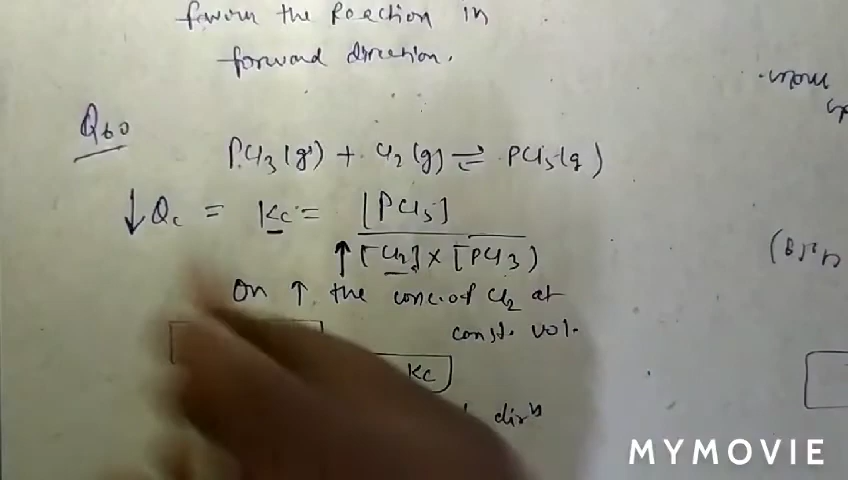 favour the Reaction in
forward direction.
Q60
PCl3(g) + Cl2(g) ⇌ PCl5(g)
↓Qc = Kc = [PCl5]
↑[Cl2] × [PCl3)
On ↑ the conc. of Cl2 at
const. vol.
Kc
dirn
MYMOVIE